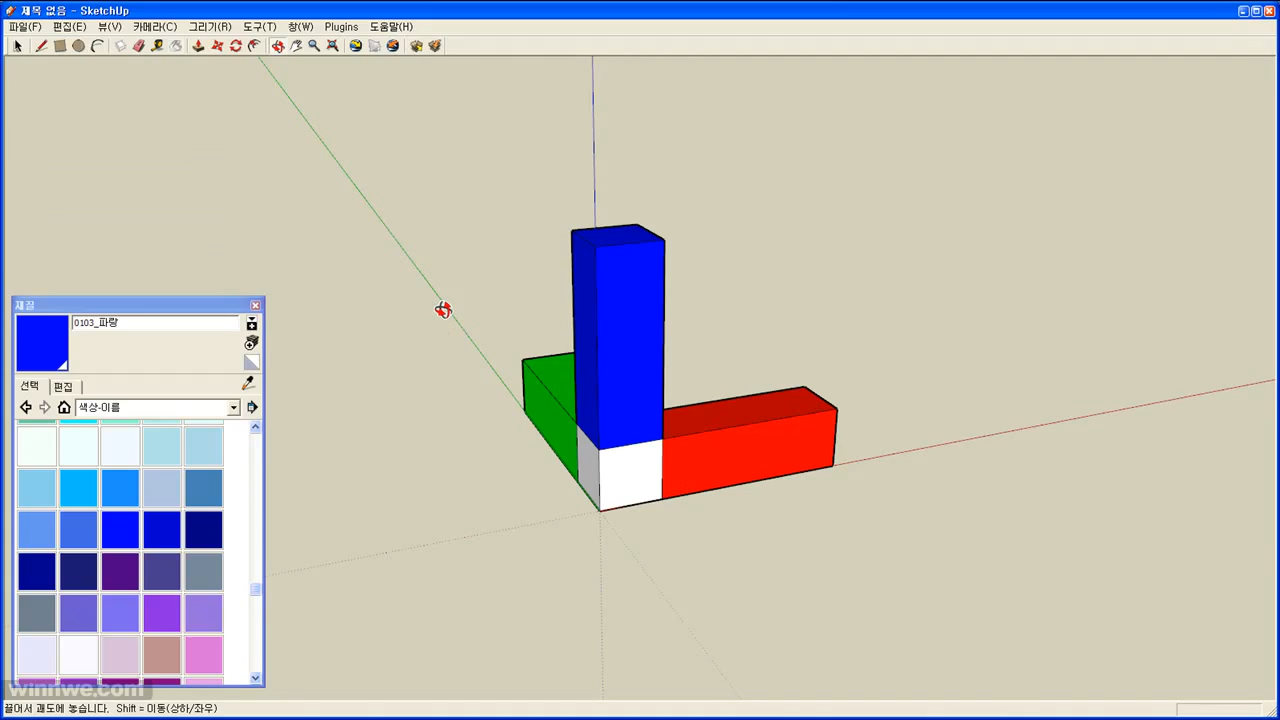 제목 없음 - SketchUp
파일(F) 편집(E) 뷰(V) 카메라(C) 그리기(R) 도구(T) 창(W) Plugins 도움말(H)
재질
0103_파랑
선택 편집
색상-이름
winriwe.com
끌어서 궤도에 놓습니다. Shift = 이동(상하/좌우)